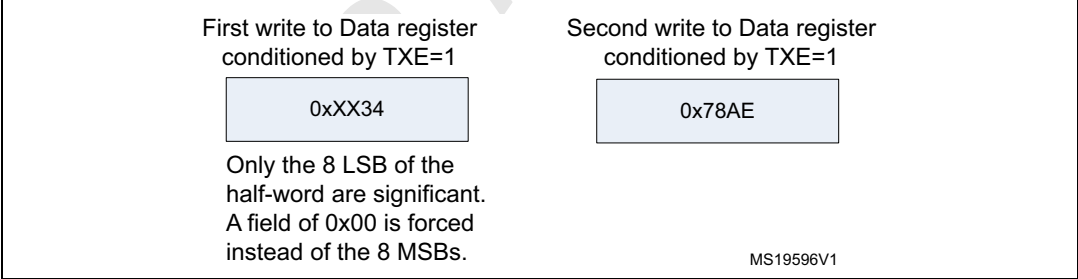 First write to Data register
conditioned by TXE=1
0xXX34
Only the 8 LSB of the
half-word are significant.
A field of 0x00 is forced
instead of the 8 MSBs.
Second write to Data register
conditioned by TXE=1
0x78AE
MS19596V1